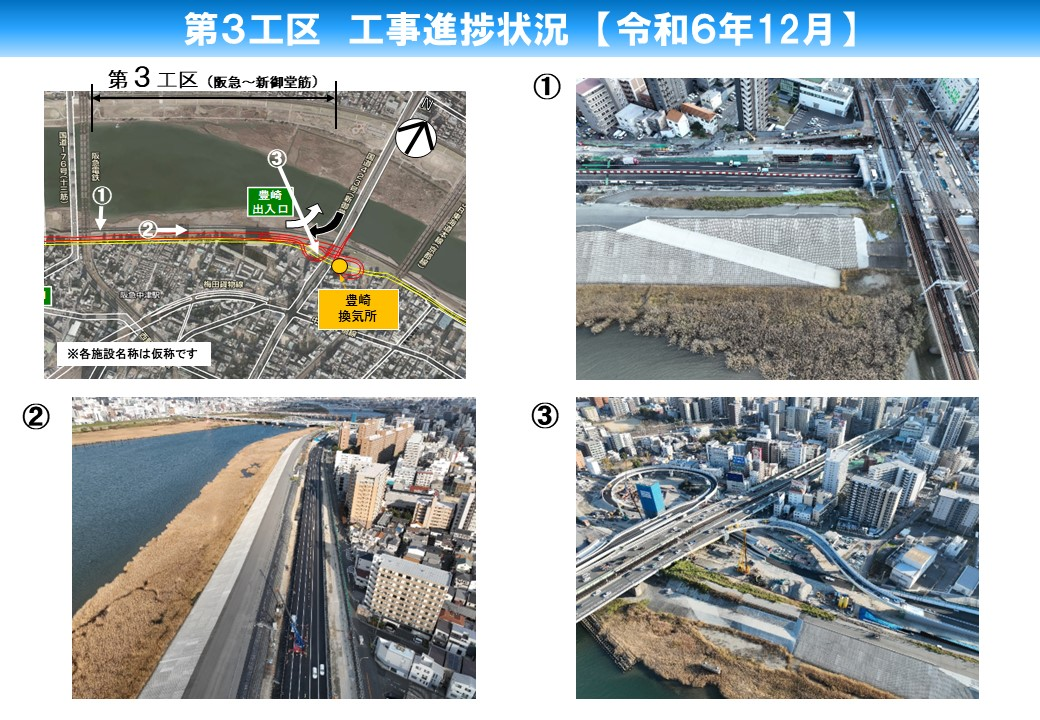 第3工区 工事進捗状況【令和6年12月】
第3工区（阪急～新御堂筋）
国道176号(十三筋)
阪急電鉄
①
②
③
豊崎
出入口
梅田貨物線
阪急中津駅
豊崎
換気所
※各施設名称は仮称です
N
①
②
③